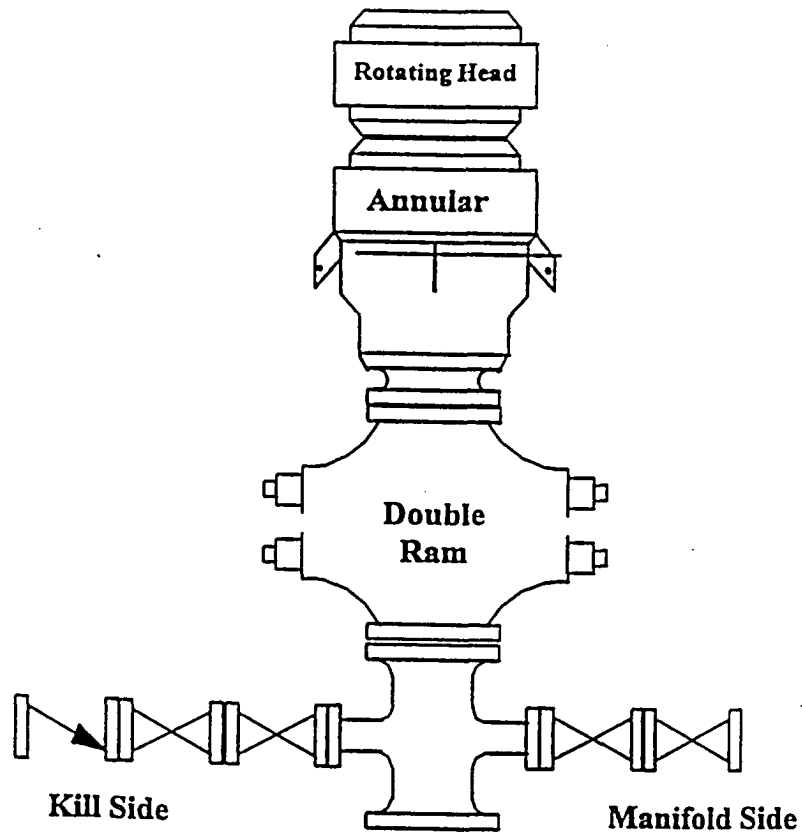 Rotating Head
Annular
Double
Ram
Kill Side
Manifold Side